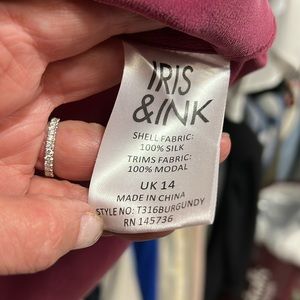 IRIS
&INK
SHELL FABRIC:
100% SILK
TRIMS FABRIC:
100% MODAL
UK 14
MADE IN CHINA
STYLE NO: T316BURGUNDY
RN 145736